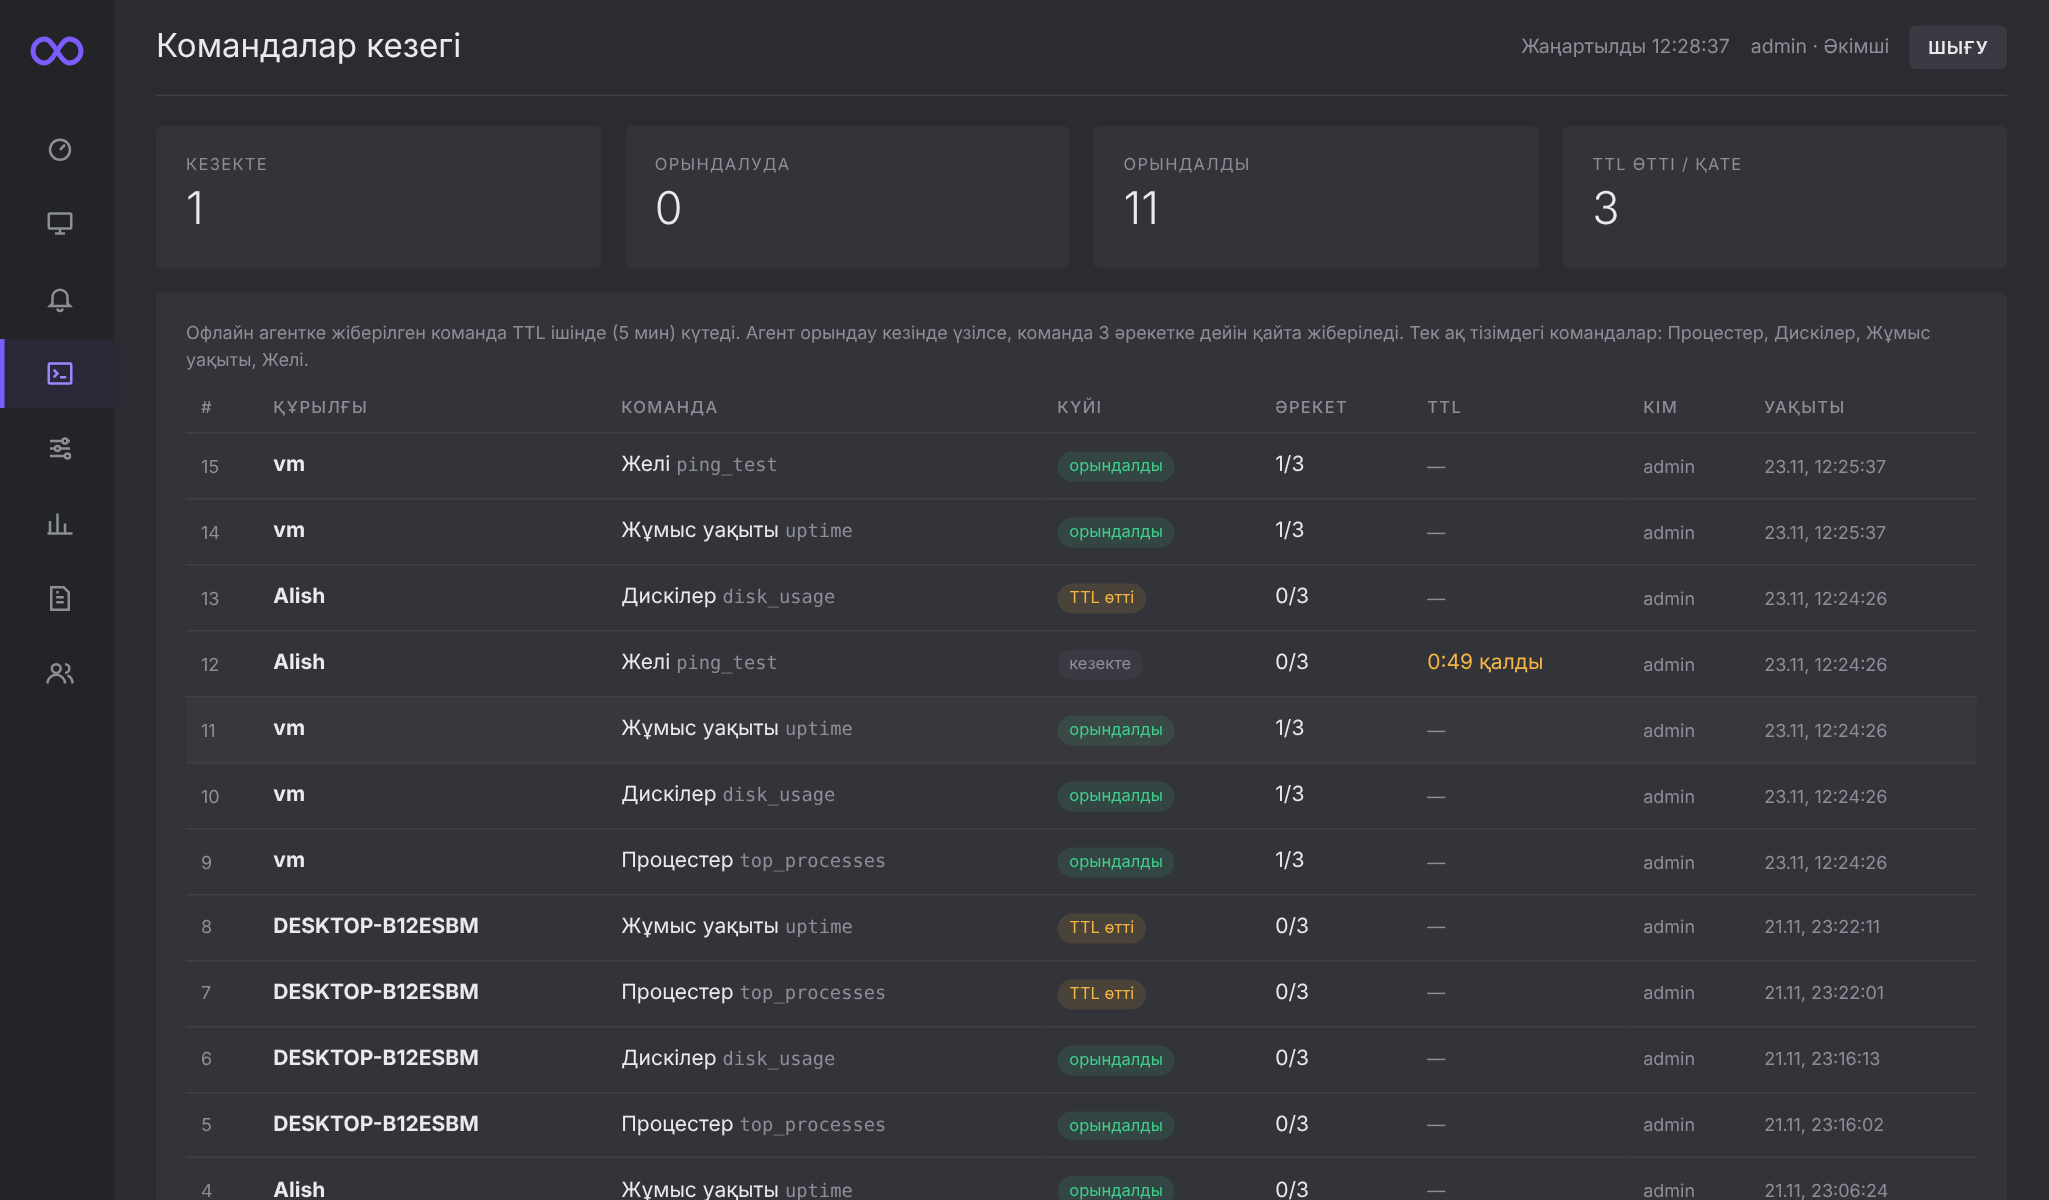 Командалар кезегі
Жаңартылды 12:28:37 admin · Әкімші ШЫҒУ
КЕЗЕКТЕ ОРЫНДАЛУДА ОРЫНДАЛДЫ TTL ӨТТІ / ҚАТЕ
1 0 11 3
Офлайн агентке жіберілген команда TTL ішінде (5 мин) күтеді. Агент орындау кезінде үзілсе, команда 3 әрекетке дейін қайта жіберіледі. Тек ақ тізімдегі командалар: Процестер, Дискілер, Жұмыс
уақыты, Желі.
# ҚҰРЫЛҒЫ КОМАНДА КҮЙІ ӘРЕКЕТ TTL КІМ УАҚЫТЫ
15 vm Желі ping_test орындалды 1/3 — admin 23.11, 12:25:37
14 vm Жұмыс уақыты uptime орындалды 1/3 — admin 23.11, 12:25:37
13 Alish Дискілер disk_usage TTL өтті 0/3 — admin 23.11, 12:24:26
12 Alish Желі ping_test кезекте 0/3 0:49 қалды admin 23.11, 12:24:26
11 vm Жұмыс уақыты uptime орындалды 1/3 — admin 23.11, 12:24:26
10 vm Дискілер disk_usage орындалды 1/3 — admin 23.11, 12:24:26
9 vm Процестер top_processes орындалды 1/3 — admin 23.11, 12:24:26
8 DESKTOP-B12ESBM Жұмыс уақыты uptime TTL өтті 0/3 — admin 21.11, 23:22:11
7 DESKTOP-B12ESBM Процестер top_processes TTL өтті 0/3 — admin 21.11, 23:22:01
6 DESKTOP-B12ESBM Дискілер disk_usage орындалды 0/3 — admin 21.11, 23:16:13
5 DESKTOP-B12ESBM Процестер top_processes орындалды 0/3 — admin 21.11, 23:16:02
4 Alish Жұмыс уақыты uptime орындалды 0/3 — admin 21.11, 23:06:24